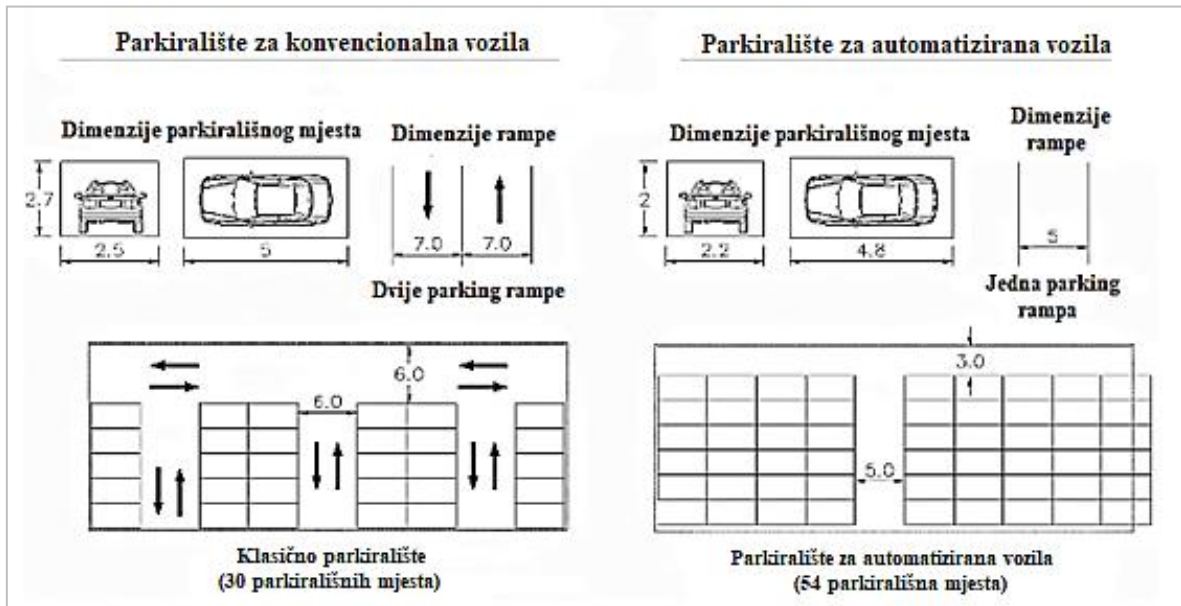 Parkiralište za konvencionalna vozila
Dimenzije parkirališnog mjesta
Dimenzije rampe
2.7
2.5
5
7.0
7.0
Dvije parking rampe
6.0
6.0
Klasično parkiralište
(30 parkirališnih mjesta)
Parkiralište za automatizirana vozila
Dimenzije parkirališnog mjesta
Dimenzije
rampe
2
2.2
4.8
5
Jedna parking
rampa
3.0
5.0
Parkiralište za automatizirana vozila
(54 parkirališna mjesta)